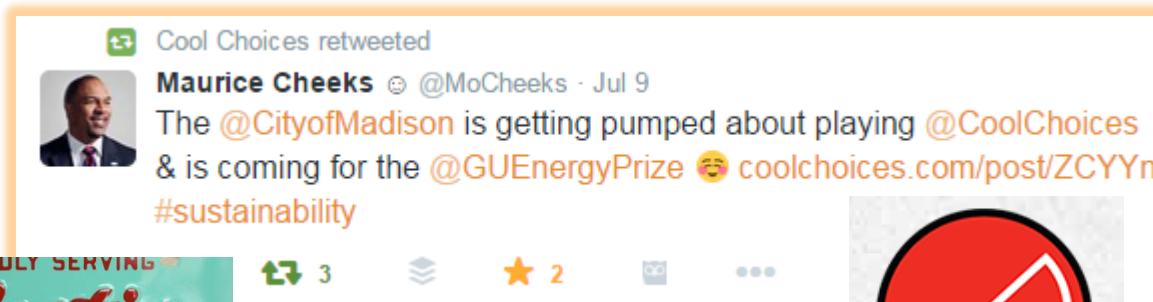 Cool Choices retweeted
Maurice Cheeks ☺ @MoCheeks · Jul 9
The @CityofMadison is getting pumped about playing @CoolChoices
& is coming for the @GUEnergyPrize ☺️ coolchoices.com/post/ZCYYn
#sustainability
SERVING
3 2